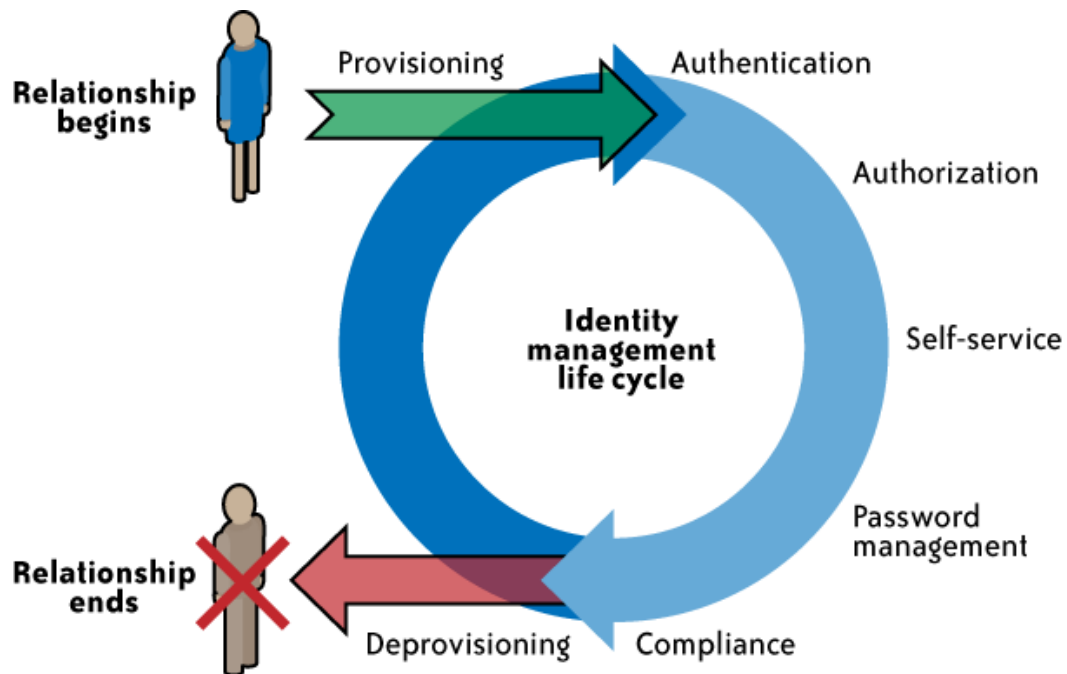 Relationship
begins
Provisioning
Authentication
Authorization
Self-service
Identity
management
life cycle
Password
management
Relationship
ends
Deprovisioning
Compliance